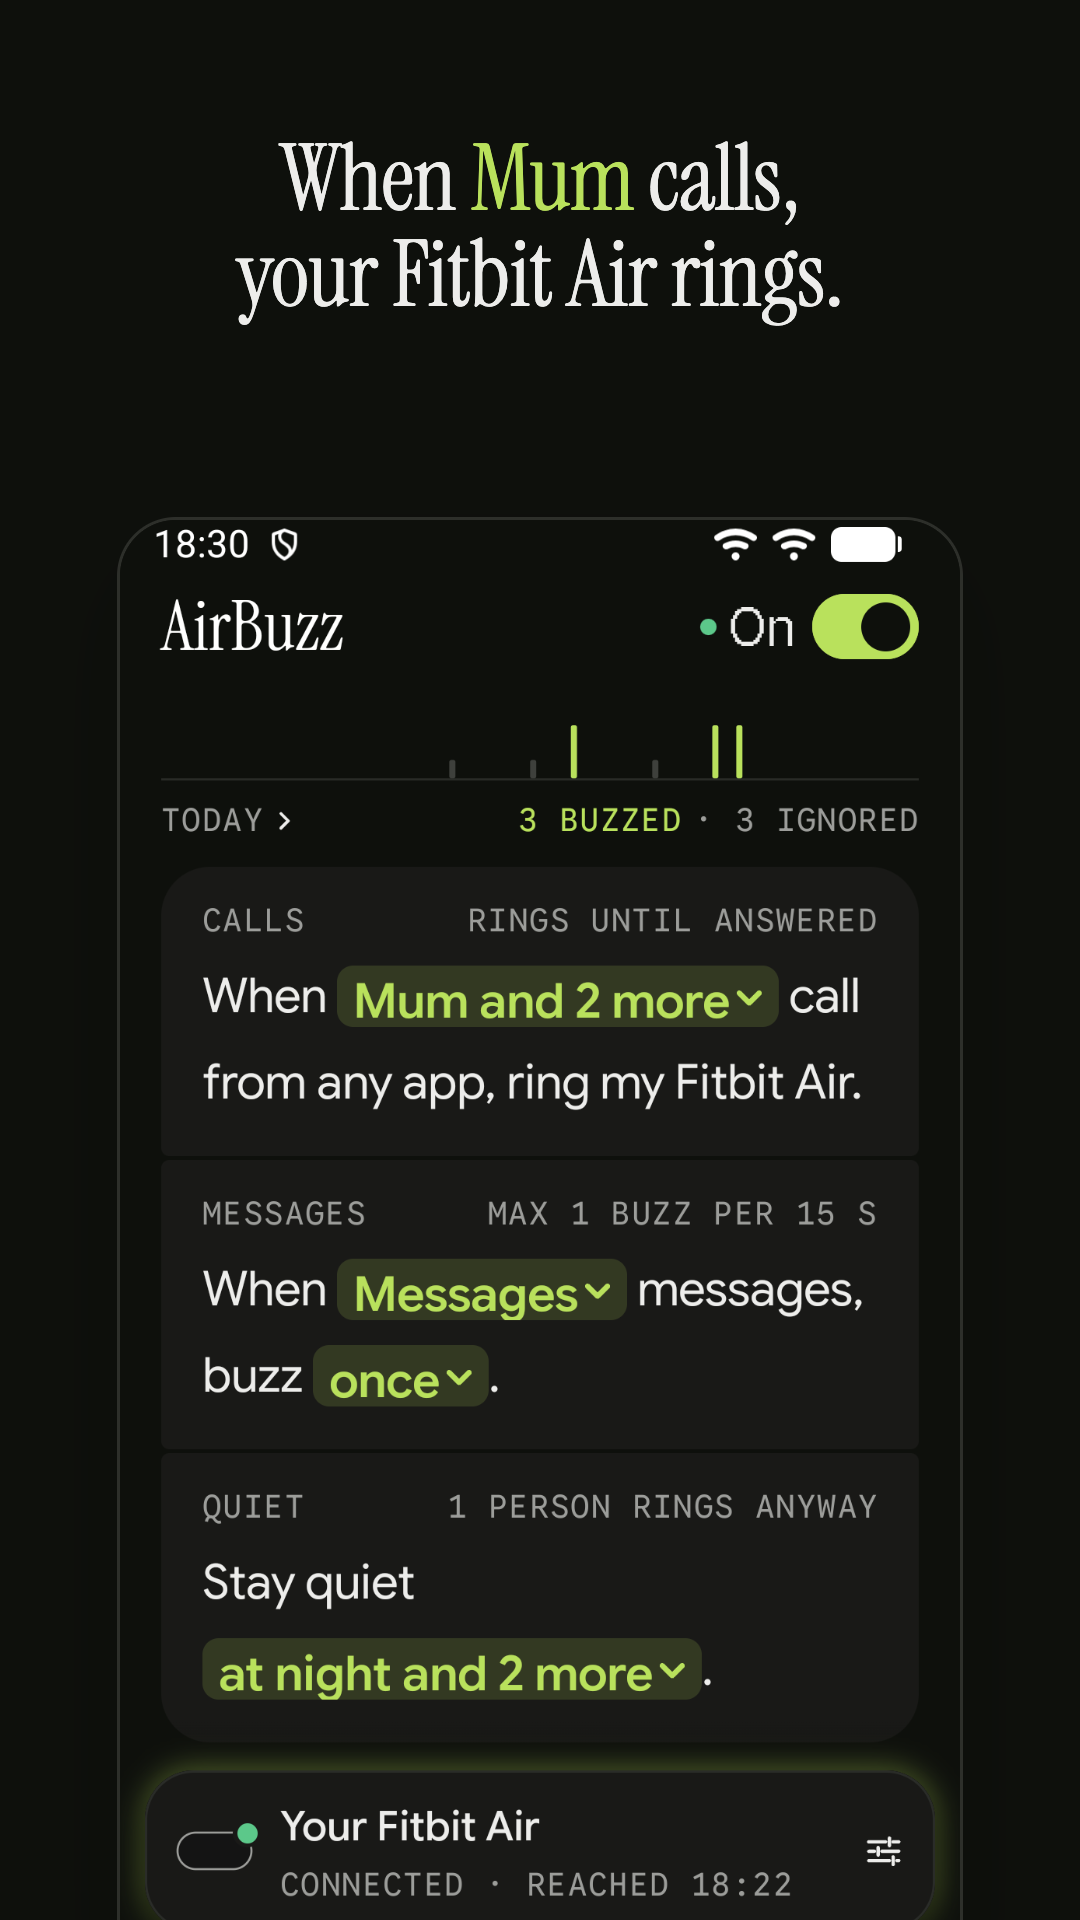 When Mum calls,
your Fitbit Air rings.
18:30
AirBuzz
On
TODAY
3 BUZZED · 3 IGNORED
CALLS
RINGS UNTIL ANSWERED
When Mum and 2 more call
from any app, ring my Fitbit Air.
MESSAGES
MAX 1 BUZZ PER 15 S
When Messages messages,
buzz once.
QUIET
1 PERSON RINGS ANYWAY
Stay quiet
at night and 2 more.
Your Fitbit Air
CONNECTED · REACHED 18:22